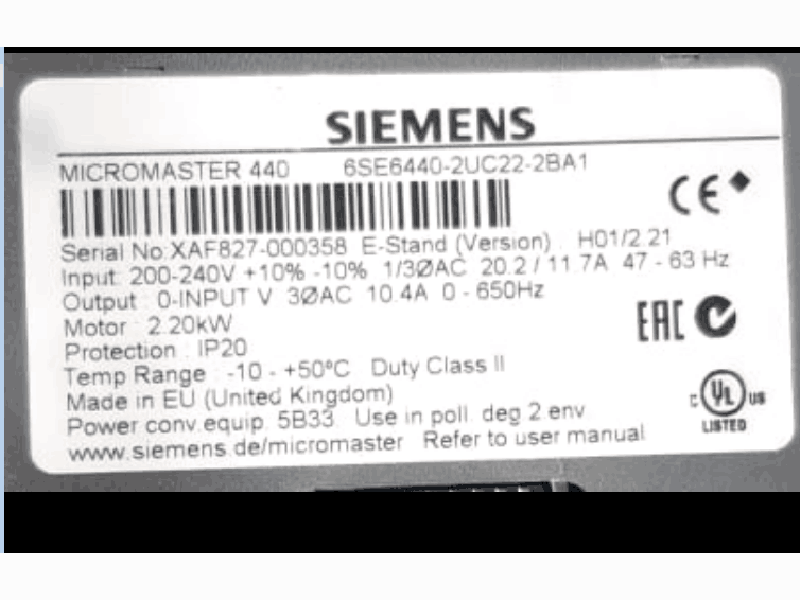 SIEMENS
MICROMASTER 440 6SE6440-2UC22-2BA1
CE
Serial No:XAF827-000358 E-Stand (Version) : H01/2.21
Input: 200-240V +10% -10% 1/3ØAC 20.2 / 11.7A 47 - 63 Hz
Output : 0-INPUT V 3ØAC 10.4A 0 - 650Hz
Motor : 2.20kW
EAC
Protection : IP20
Temp Range : -10 - +50°C Duty Class II
Made in EU (United Kingdom)
c UL US
LISTED
Power conv.equip. 5B33. Use in poll. deg 2 env
www.siemens.de/micromaster Refer to user manual